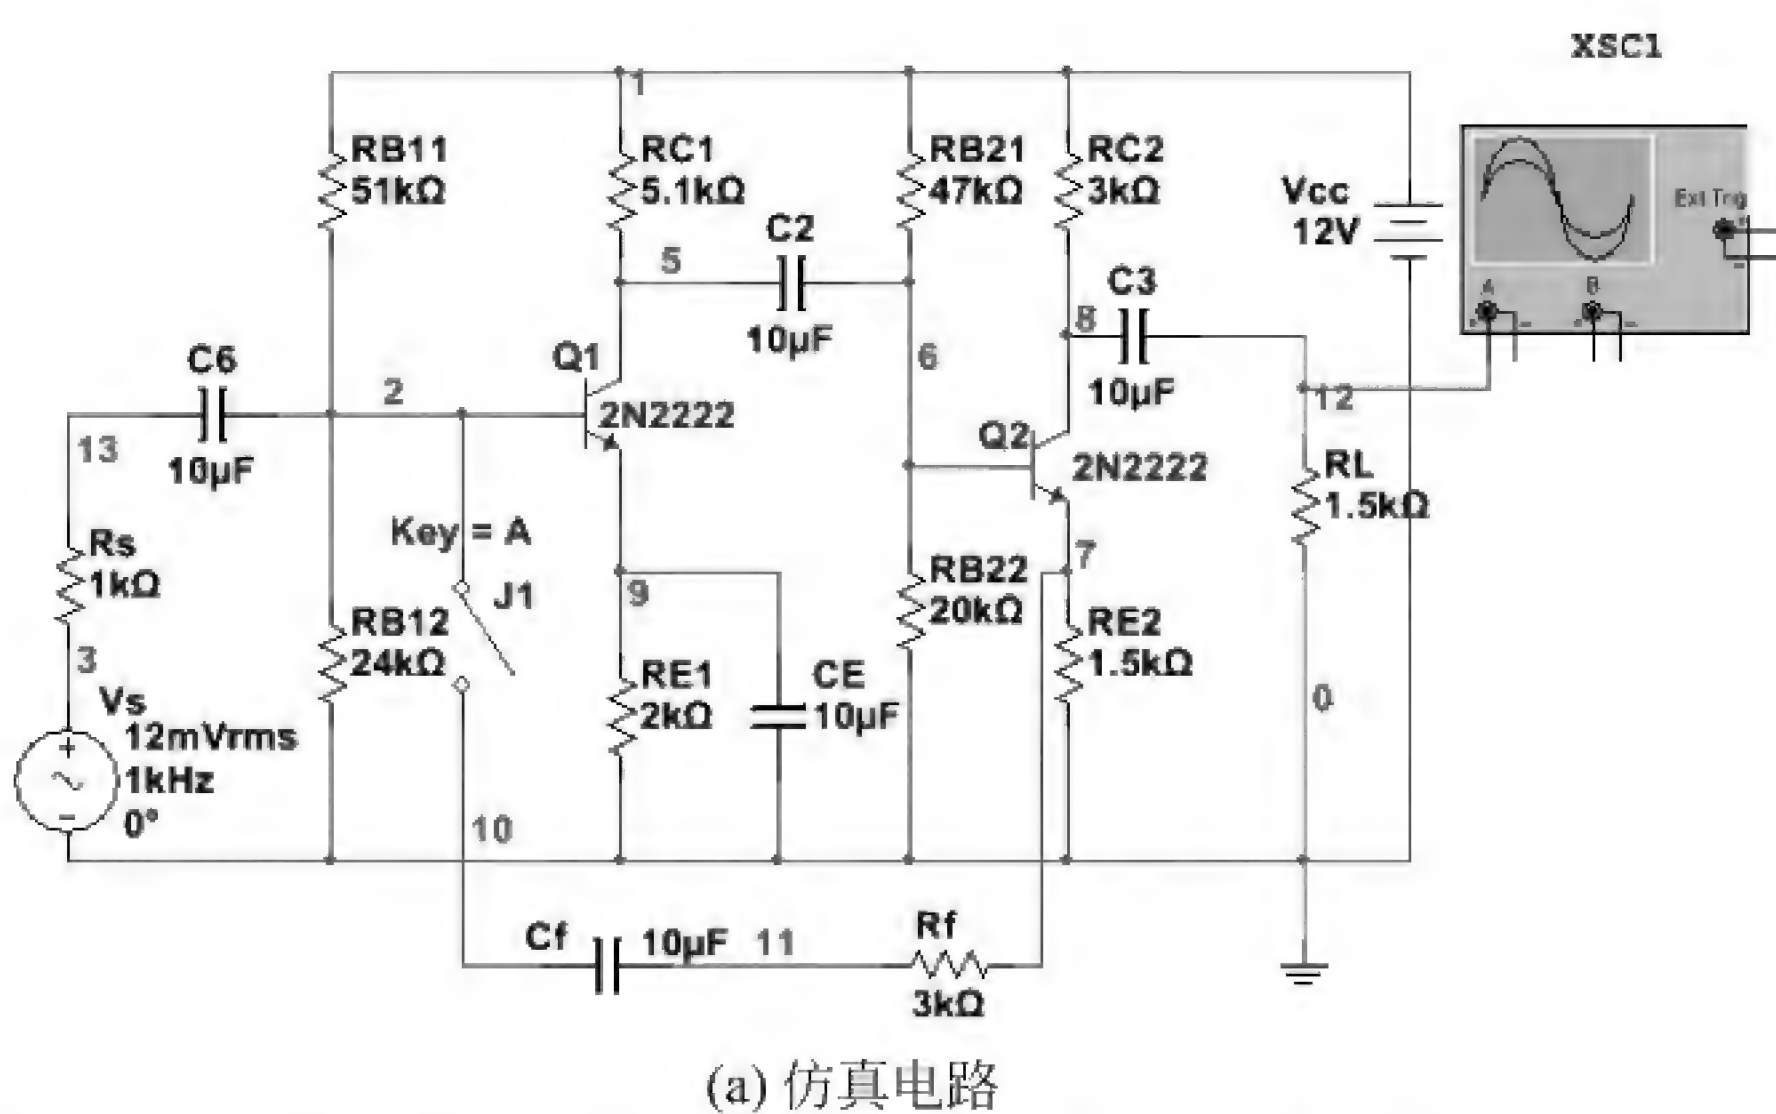 XSC1
1
RB11
51kΩ
RC1
5.1kΩ
RB21
47kΩ
RC2
3kΩ
Vcc
12V
Ext Trig
+
−
A
B
+ − + −
5
C2
10μF
8
C3
10μF
12
C6
10μF
13
2
Q1
2N2222
6
Q2
2N2222
RL
1.5kΩ
Rs
1kΩ
3
Key = A
J1
9
7
RB22
20kΩ
RB12
24kΩ
RE1
2kΩ
CE
10μF
RE2
1.5kΩ
0
Vs
12mVrms
1kHz
0°
+
−
10
Cf
10μF
11
Rf
3kΩ
(a) 仿真电路